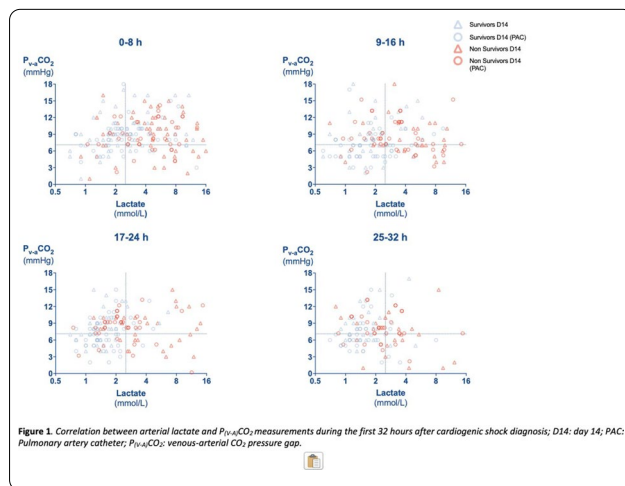 Survivors D14
Survivors D14 (PAC)
Non Survivors D14
Non Survivors D14
(PAC)
0-8 h
Pv-aCO2
(mmHg)
18
15
12
9
6
3
0
0.5 1 2 4 8 16
Lactate
(mmol/L)
9-16 h
Pv-aCO2
(mmHg)
18
15
12
9
6
3
0
0.5 1 2 4 8 16
Lactate
(mmol/L)
17-24 h
Pv-aCO2
(mmHg)
18
15
12
9
6
3
0
0.5 1 2 4 8 16
Lactate
(mmol/L)
25-32 h
Pv-aCO2
(mmHg)
18
15
12
9
6
3
0
0.5 1 2 4 8 16
Lactate
(mmol/L)
Figure 1. Correlation between arterial lactate and P(V-A)CO2 measurements during the first 32 hours after cardiogenic shock diagnosis; D14: day 14; PAC:
Pulmonary artery catheter; P(V-A)CO2: venous-arterial CO2 pressure gap.